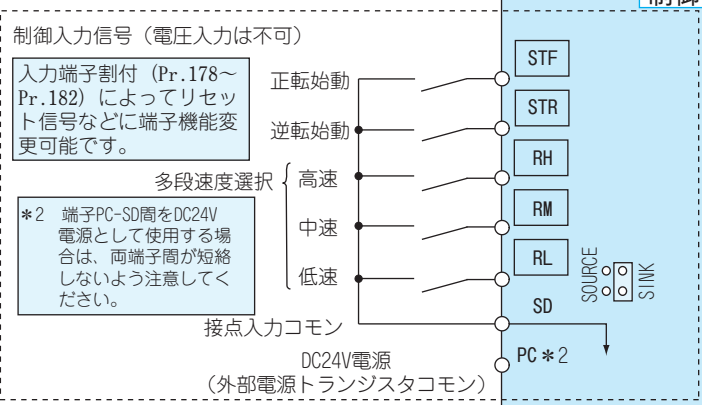 制御
制御入力信号（電圧入力は不可）
入力端子割付（Pr.178～
Pr.182）によってリセッ
ト信号などに端子機能変
更可能です。
正転始動
STF
逆転始動
STR
多段速度選択
高速
RH
中速
RM
低速
RL
＊2 端子PC-SD間をDC24V
電源として使用する場
合は、両端子間が短絡
しないよう注意してく
ださい。
SOURCE
SINK
接点入力コモン
SD
DC24V電源
（外部電源トランジスタコモン）
PC＊2